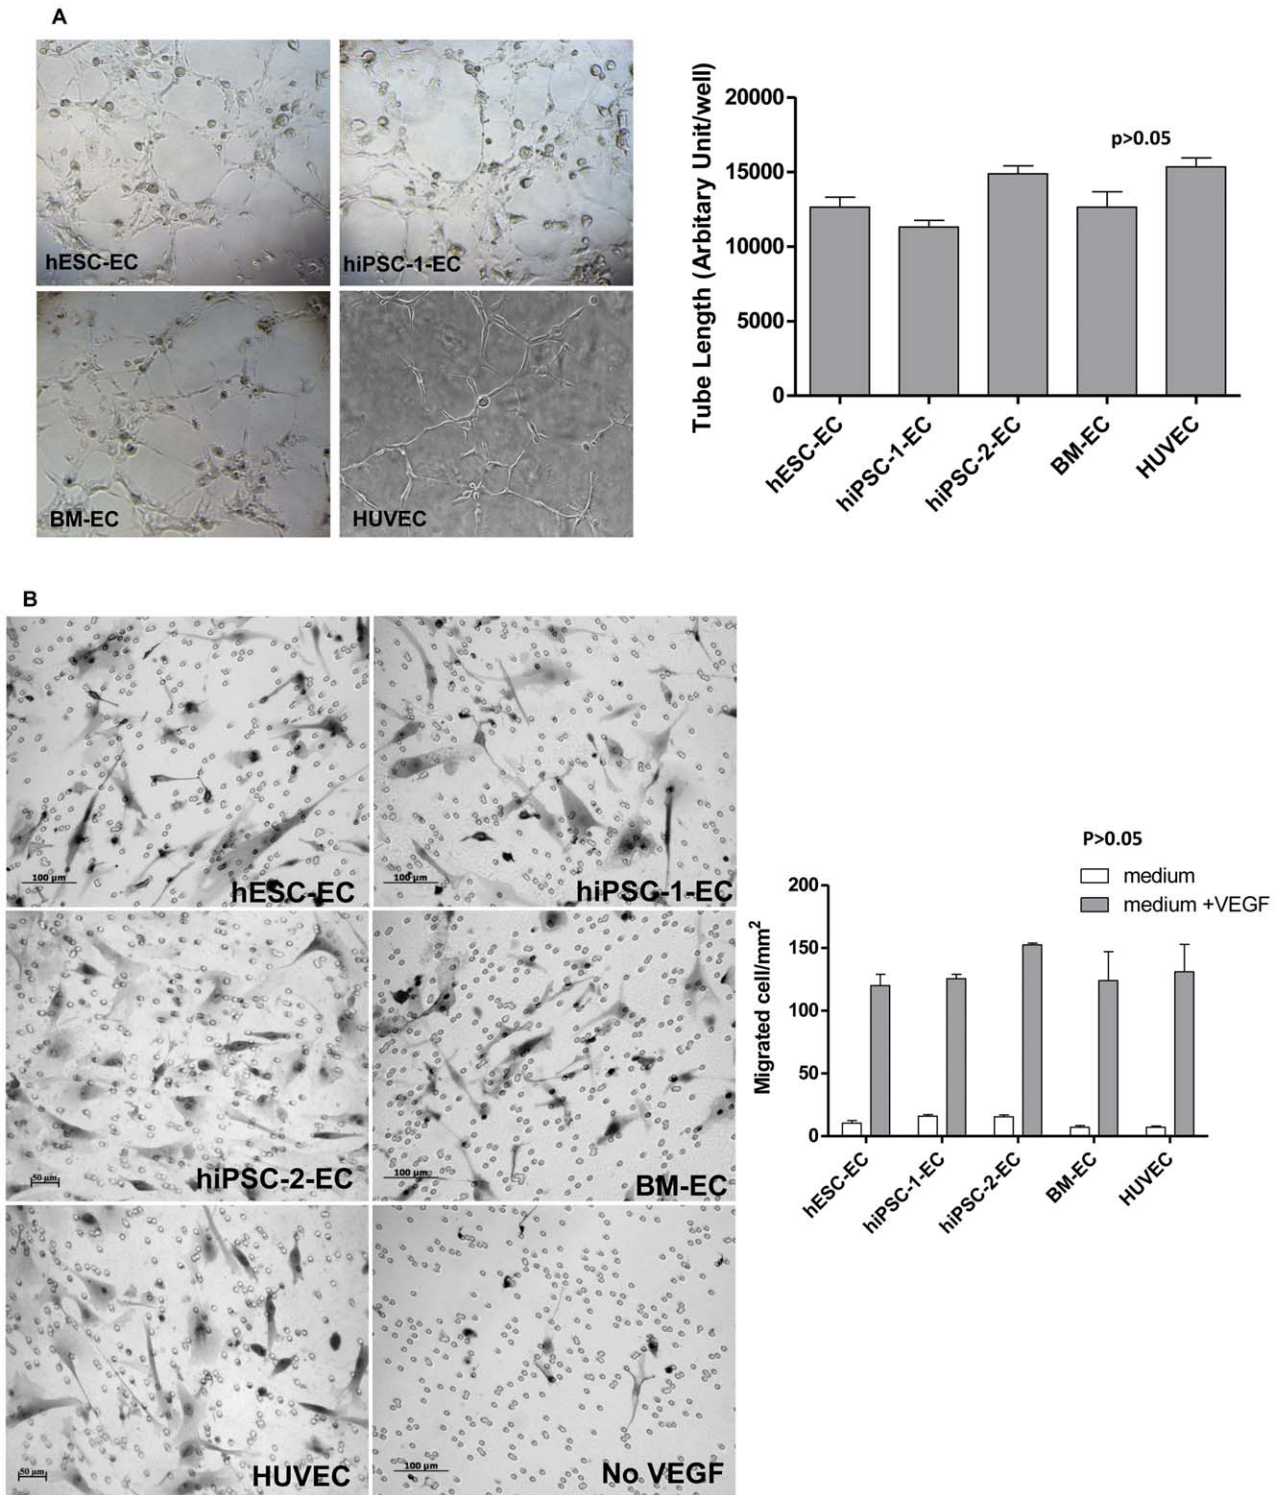 A
hESC-EC
hiPSC-1-EC
BM-EC
HUVEC
Tube Length (Arbitary Unit/well)
20000
15000
10000
5000
0
p>0.05
hESC-EC
hiPSC-1-EC
hiPSC-2-EC
BM-EC
HUVEC
B
100 µm
hESC-EC
100 µm
hiPSC-1-EC
50 µm
hiPSC-2-EC
100 µm
BM-EC
50 µm
HUVEC
100 µm
No VEGF
P>0.05
medium
medium +VEGF
Migrated cell/mm²
200
150
100
50
0
hESC-EC
hiPSC-1-EC
hiPSC-2-EC
BM-EC
HUVEC